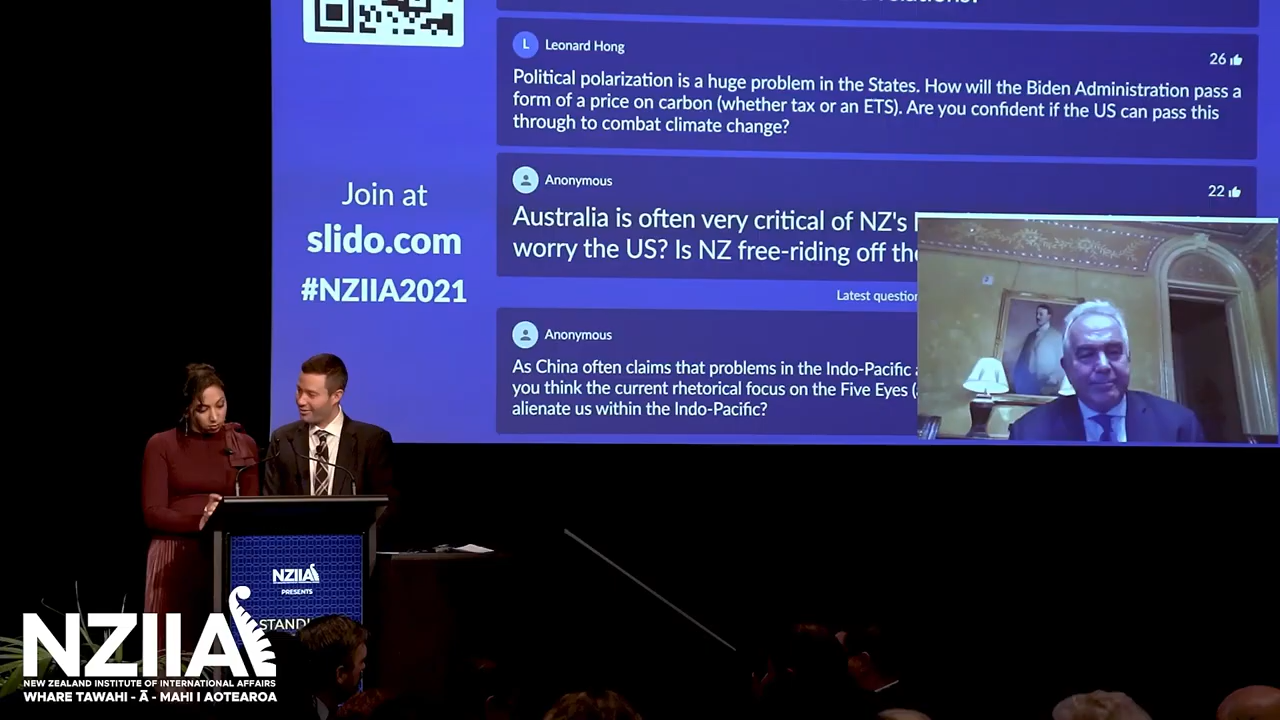 L
Leonard Hong
26
Political polarization is a huge problem in the States. How will the Biden Administration pass a
form of a price on carbon (whether tax or an ETS). Are you confident if the US can pass this
through to combat climate change?
Anonymous
22
Join at
slido.com
#NZIIA2021
Australia is often very critical of NZ's
worry the US? Is NZ free-riding off
Latest
Anonymous
As China often claims that problems in the Indo-Pacific
you think the current rhetorical focus on the Five Eyes
alienate us within the Indo-Pacific?
NZIIA
PRESENTS
NZIIA
NEW ZEALAND INSTITUTE OF INTERNATIONAL AFFAIRS
WHARE TAWAHI - Ā - MAHI I AOTEAROA